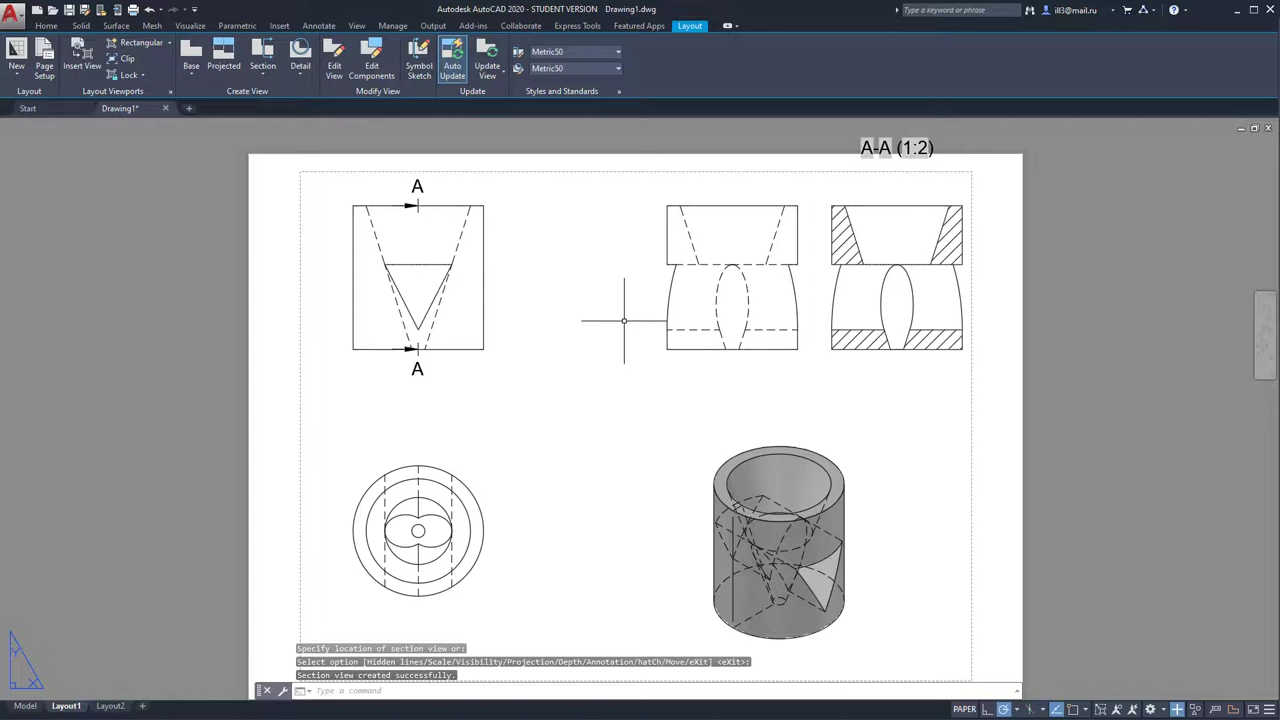 Autodesk AutoCAD 2020 - STUDENT VERSION Drawing1.dwg
Type a keyword or phrase
ill3@mail.ru
Home Solid Surface Mesh Visualize Parametric Insert Annotate View Manage Output Add-ins Collaborate Express Tools Featured Apps Layout
New
Page Setup
Insert View
Rectangular
Clip
Lock
Base
Projected
Section
Detail
Edit View
Edit Components
Symbol Sketch
Auto Update
Update View
Metric50
Metric50
Layout
Layout Viewports
Create View
Modify View
Update
Styles and Standards
Start
Drawing1*
A-A (1:2)
A
A
Specify location of section view or:
Select option [Hidden lines/Scale/Visibility/Projection/Depth/Annotation/hatCh/Move/eXit] <eXit>:
Section view created successfully.
Type a command
Y
X
Model
Layout1
Layout2
PAPER